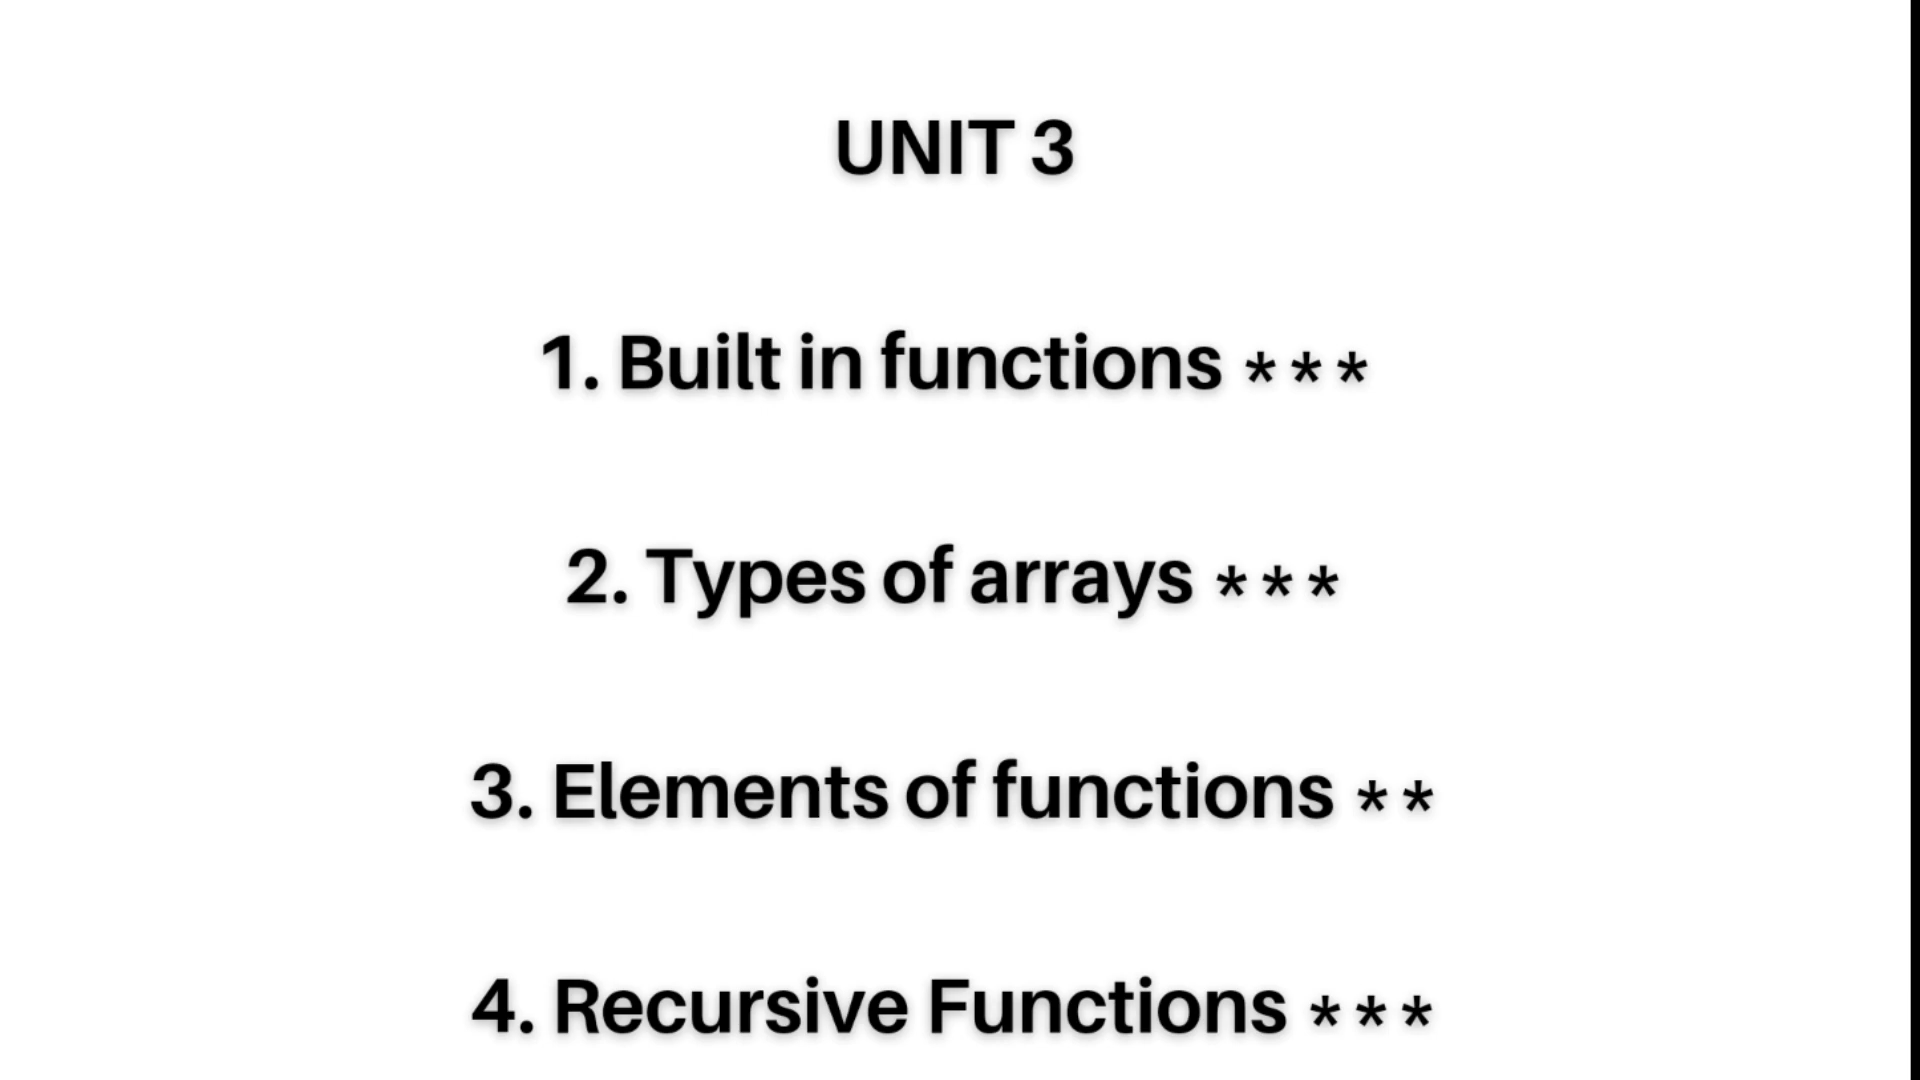 UNIT 3
1. Built in functions ***
2. Types of arrays ***
3. Elements of functions **
4. Recursive Functions ***